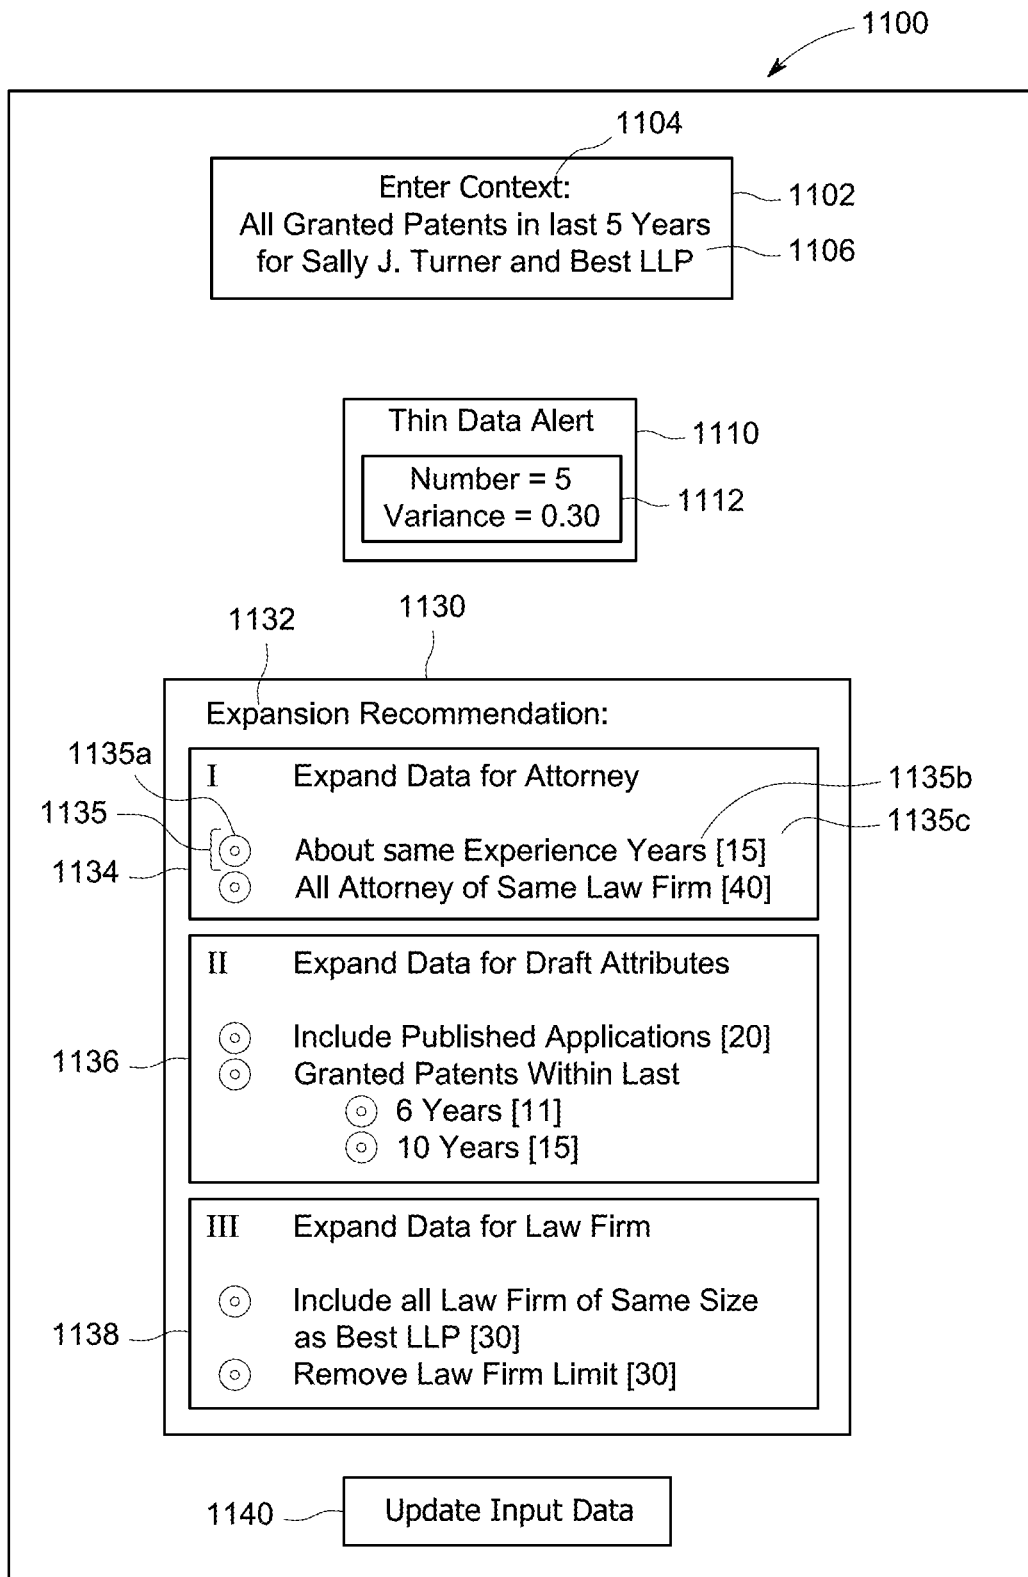 1100
1104
Enter Context:
1102
All Granted Patents in last 5 Years
for Sally J. Turner and Best LLP
1106
Thin Data Alert
1110
Number = 5
Variance = 0.30
1112
1130
1132
Expansion Recommendation:
1135a
I Expand Data for Attorney
1135b
1135
1135c
About same Experience Years [15]
1134
All Attorney of Same Law Firm [40]
II Expand Data for Draft Attributes
Include Published Applications [20]
1136
Granted Patents Within Last
6 Years [11]
10 Years [15]
III Expand Data for Law Firm
Include all Law Firm of Same Size
as Best LLP [30]
1138
Remove Law Firm Limit [30]
1140
Update Input Data